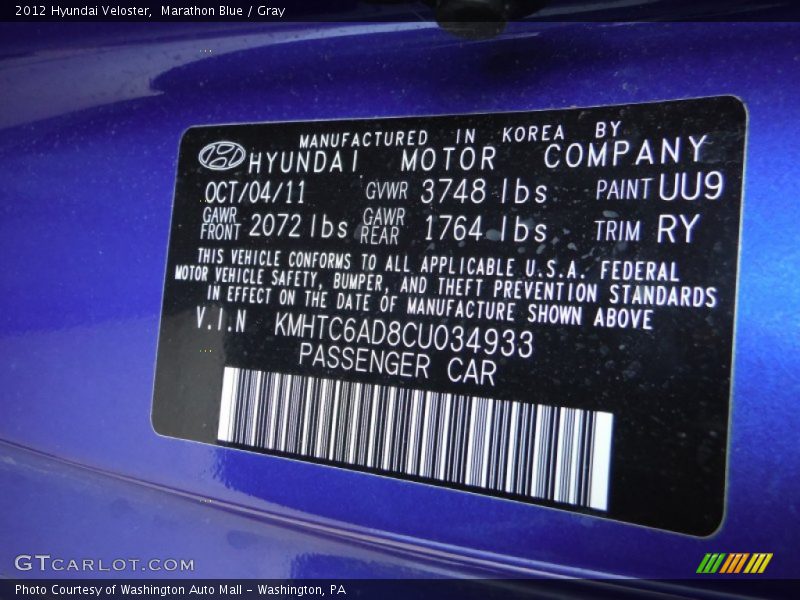 2012 Hyundai Veloster,  Marathon Blue / Gray
MANUFACTURED IN KOREA BY
HYUNDAI MOTOR COMPANY
OCT/04/11 GVWR 3748 lbs PAINT UU9
GAWR FRONT 2072 lbs GAWR REAR 1764 lbs TRIM RY
THIS VEHICLE CONFORMS TO ALL APPLICABLE U.S.A. FEDERAL
MOTOR VEHICLE SAFETY, BUMPER, AND THEFT PREVENTION STANDARDS
IN EFFECT ON THE DATE OF MANUFACTURE SHOWN ABOVE
V.I.N KMHTC6AD8CU034933
PASSENGER CAR
GTCARLOT.COM
Photo Courtesy of Washington Auto Mall - Washington, PA